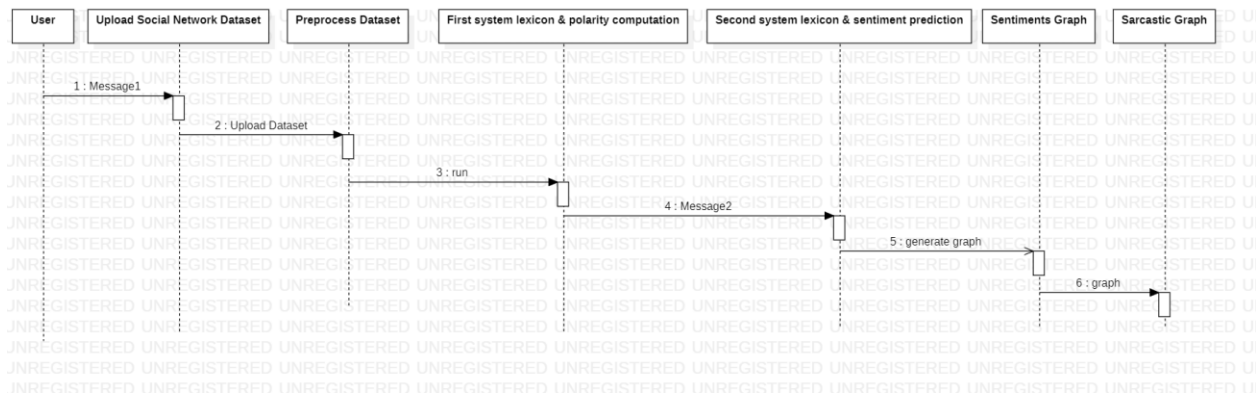 User
Upload Social Network Dataset
Preprocess Dataset
First system lexicon & polarity computation
Second system lexicon & sentiment prediction
Sentiments Graph
Sarcastic Graph
1 : Message1
2 : Upload Dataset
3 : run
4 : Message2
5 : generate graph
6 : graph
UNREGISTERED